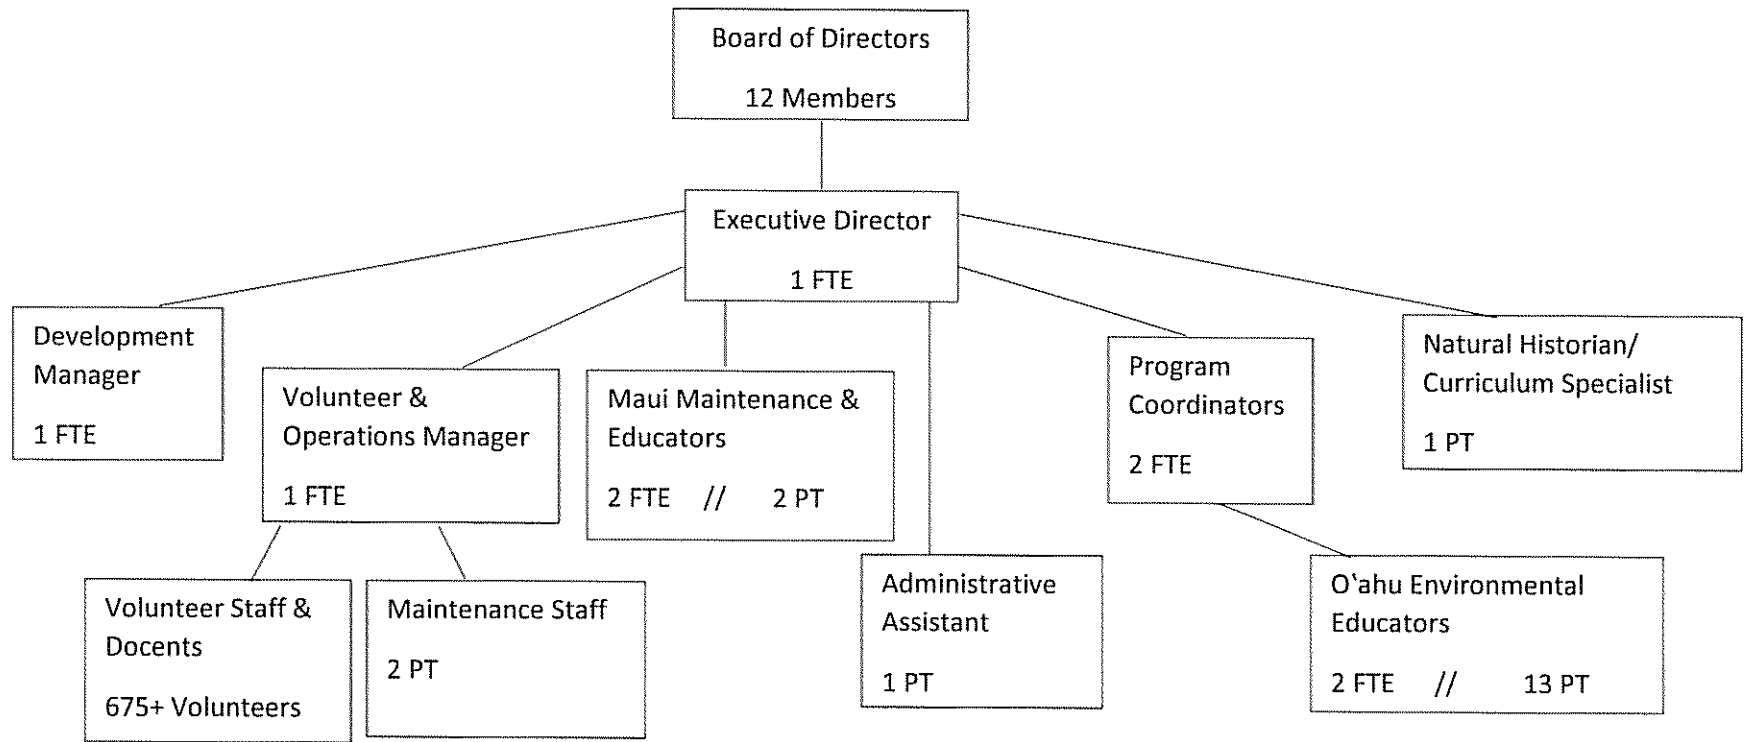 Board of Directors
12 Members
Executive Director
1 FTE
Development
Manager
1 FTE
Volunteer &
Operations Manager
1 FTE
Maui Maintenance &
Educators
2 FTE // 2 PT
Program
Coordinators
2 FTE
Natural Historian/
Curriculum Specialist
1 PT
Volunteer Staff &
Docents
675+ Volunteers
Maintenance Staff
2 PT
Administrative
Assistant
1 PT
Oʽahu Environmental
Educators
2 FTE // 13 PT